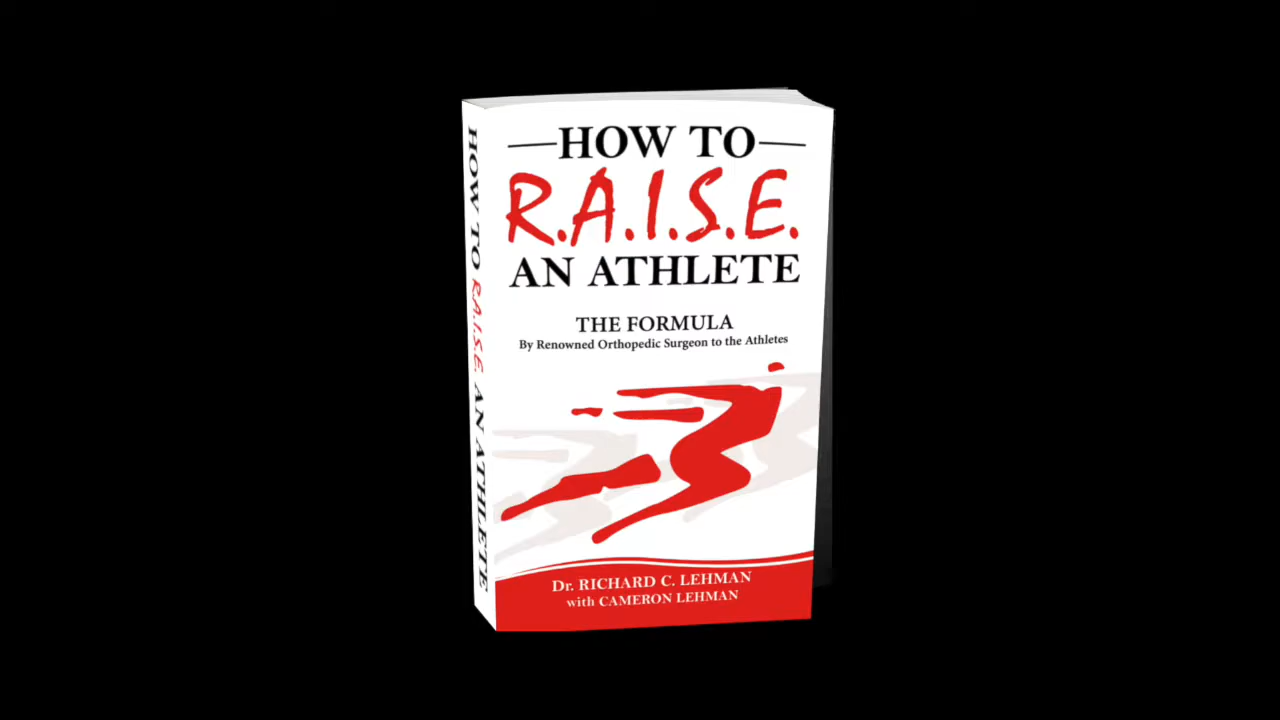 HOW TO
R.A.I.S.E.
AN ATHLETE
THE FORMULA
By Renowned Orthopedic Surgeon to the Athletes
Dr. RICHARD C. LEHMAN
with CAMERON LEHMAN
HOW TO R.A.I.S.E. AN ATHLETE